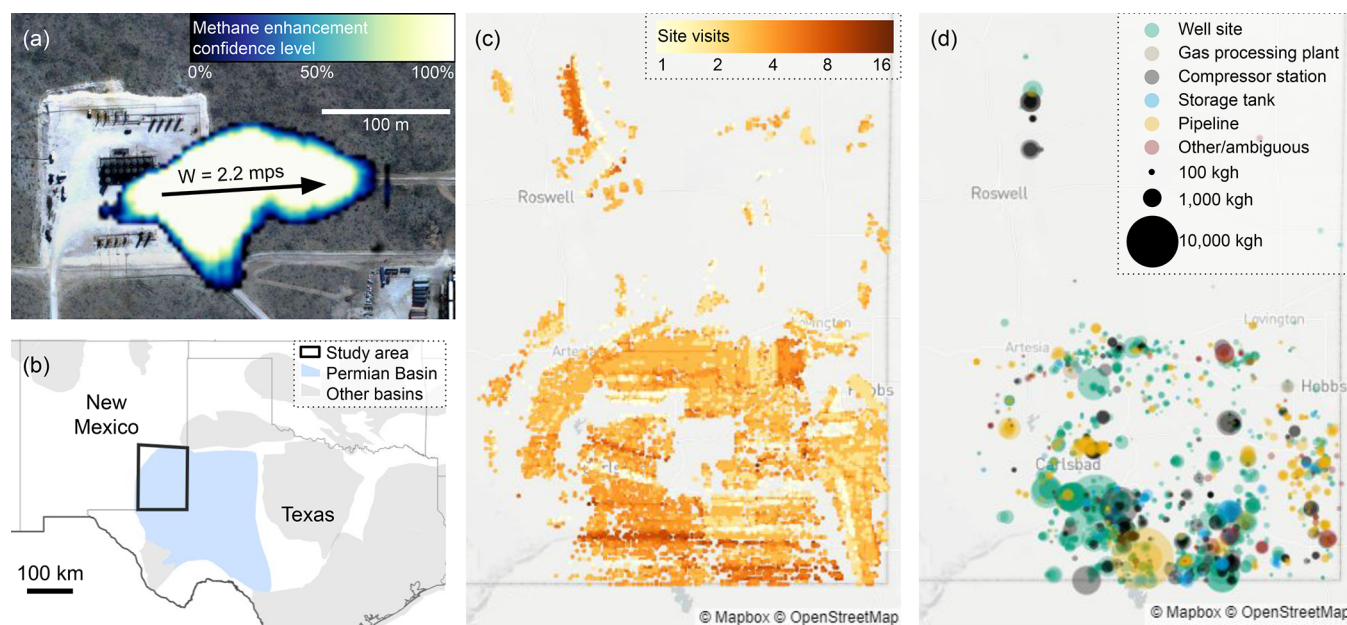 (a)
Methane enhancement
confidence level
0% 50% 100%
100 m
W = 2.2 mps
(b)
Study area
Permian Basin
Other basins
New
Mexico
Texas
100 km
(c)
Site visits
1 2 4 8 16
Roswell
Lovington
Artesia
Hobbs
© Mapbox © OpenStreetMap
(d)
Well site
Gas processing plant
Compressor station
Storage tank
Pipeline
Other/ambiguous
100 kgh
1,000 kgh
10,000 kgh
Roswell
Lovington
Artesia
Hobbs
Carlsbad
© Mapbox © OpenStreetMap